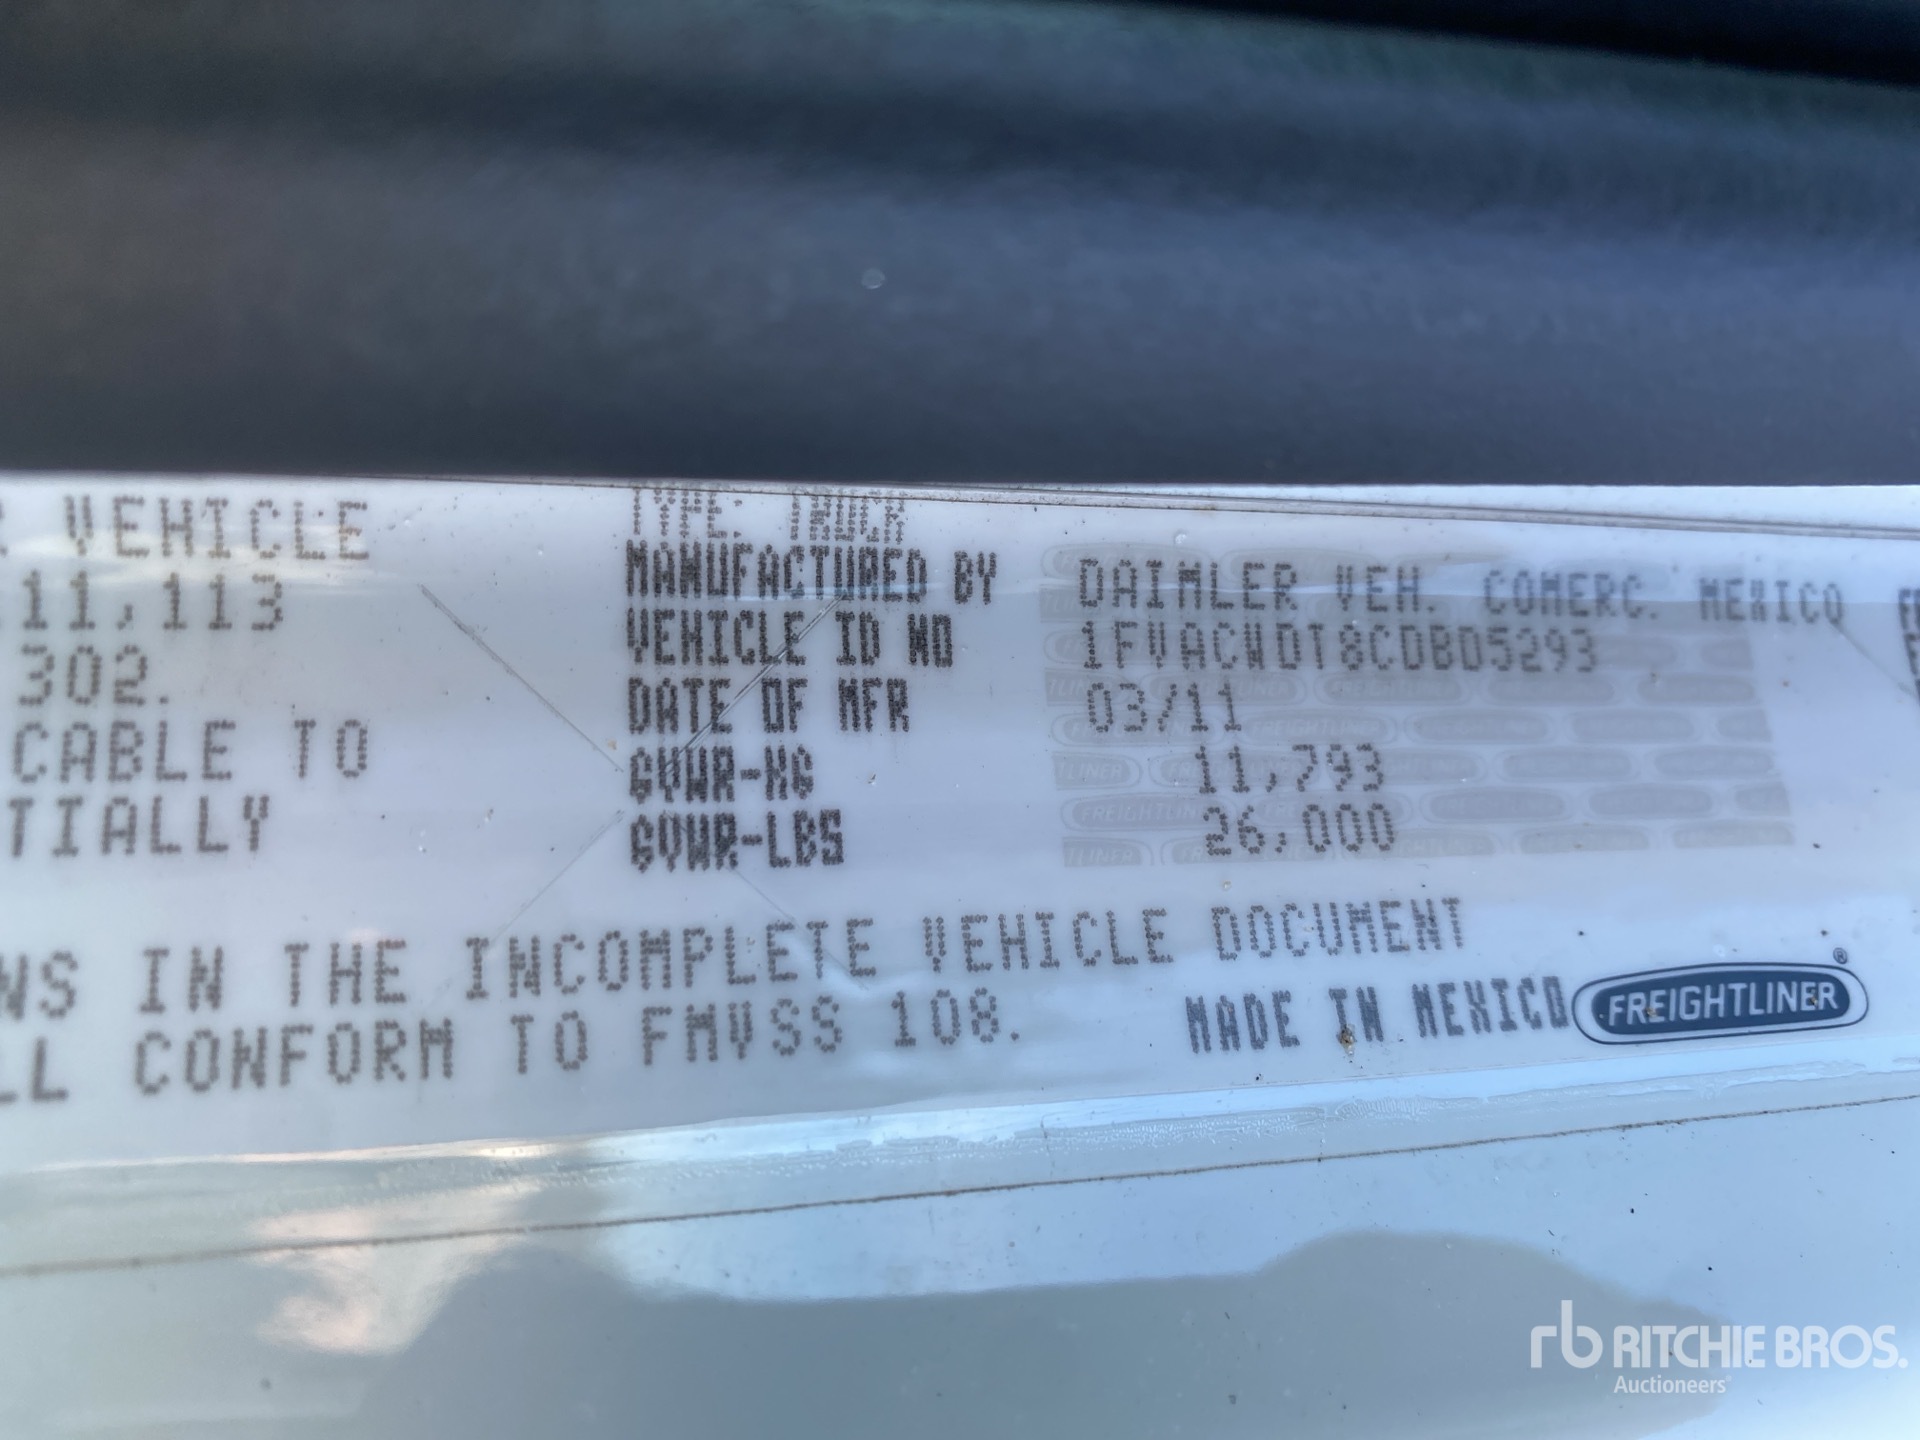 VEHICLE
11,113
302.
CABLE TO
TIALLY
TYPE: TRUCK
MANUFACTURED BY DAIMLER VEH. COMERC. MEXICO
VEHICLE ID NO 1FVACWDT8CDBD5293
DATE OF MFR 03/11
GVWR-KG 11,793
GVWR-LBS 26,000
NS IN THE INCOMPLETE VEHICLE DOCUMENT
LL CONFORM TO FMVSS 108.
MADE IN MEXICO FREIGHTLINER®
rb RITCHIE BROS.
Auctioneers